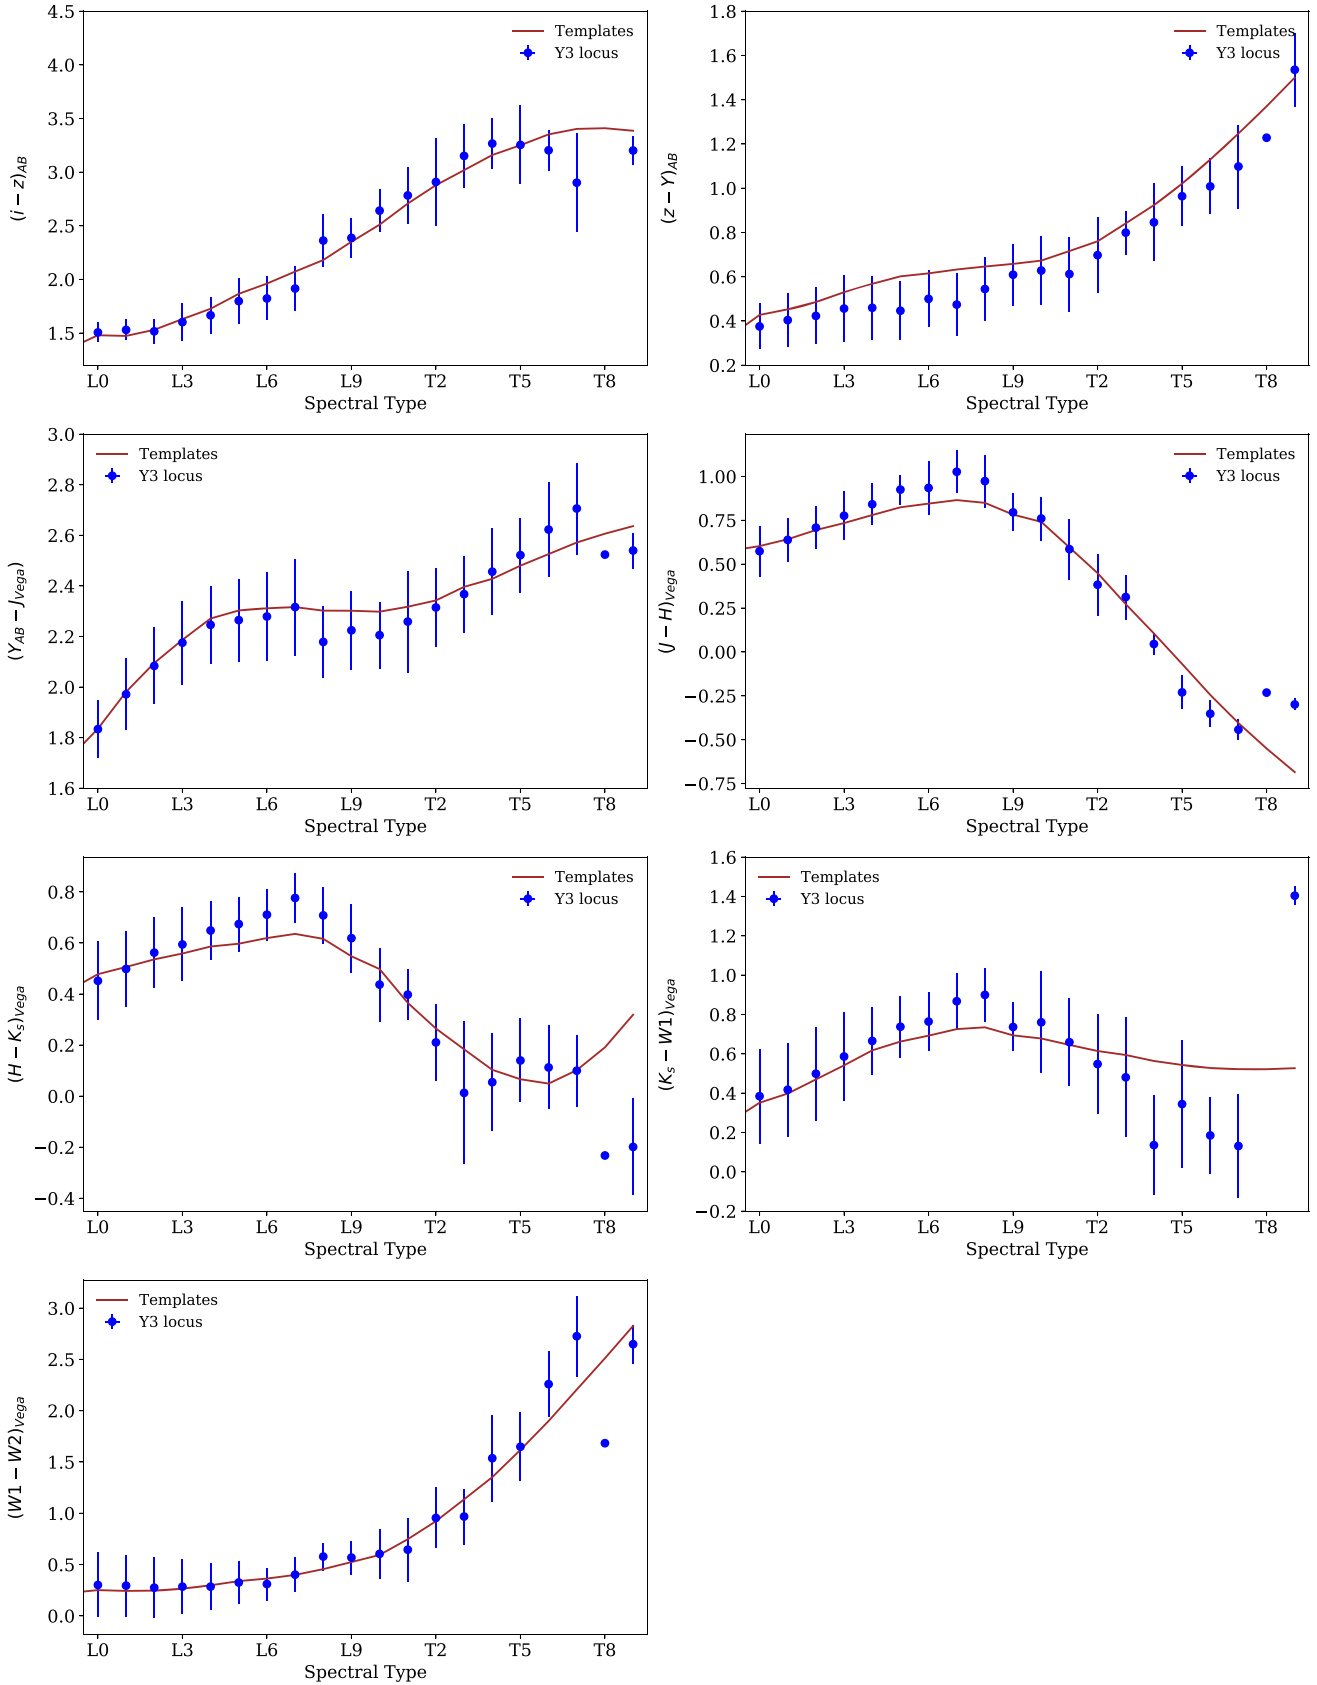 4.5
4.0
3.5
3.0
2.5
2.0
1.5
(i − z)_AB
Templates
Y3 locus
L0 L3 L6 L9 T2 T5 T8
Spectral Type
1.8
1.6
1.4
1.2
1.0
0.8
0.6
0.4
0.2
(z − Y)_AB
Templates
Y3 locus
L0 L3 L6 L9 T2 T5 T8
Spectral Type
3.0
2.8
2.6
2.4
2.2
2.0
1.8
1.6
(Y_AB − J_Vega)
Templates
Y3 locus
L0 L3 L6 L9 T2 T5 T8
Spectral Type
1.00
0.75
0.50
0.25
0.00
−0.25
−0.50
−0.75
(J − H)_Vega
Templates
Y3 locus
L0 L3 L6 L9 T2 T5 T8
Spectral Type
0.8
0.6
0.4
0.2
0.0
−0.2
−0.4
(H − K_s)_Vega
Templates
Y3 locus
L0 L3 L6 L9 T2 T5 T8
Spectral Type
1.6
1.4
1.2
1.0
0.8
0.6
0.4
0.2
0.0
−0.2
(K_s − W1)_Vega
Templates
Y3 locus
L0 L3 L6 L9 T2 T5 T8
Spectral Type
3.0
2.5
2.0
1.5
1.0
0.5
0.0
(W1 − W2)_Vega
Templates
Y3 locus
L0 L3 L6 L9 T2 T5 T8
Spectral Type